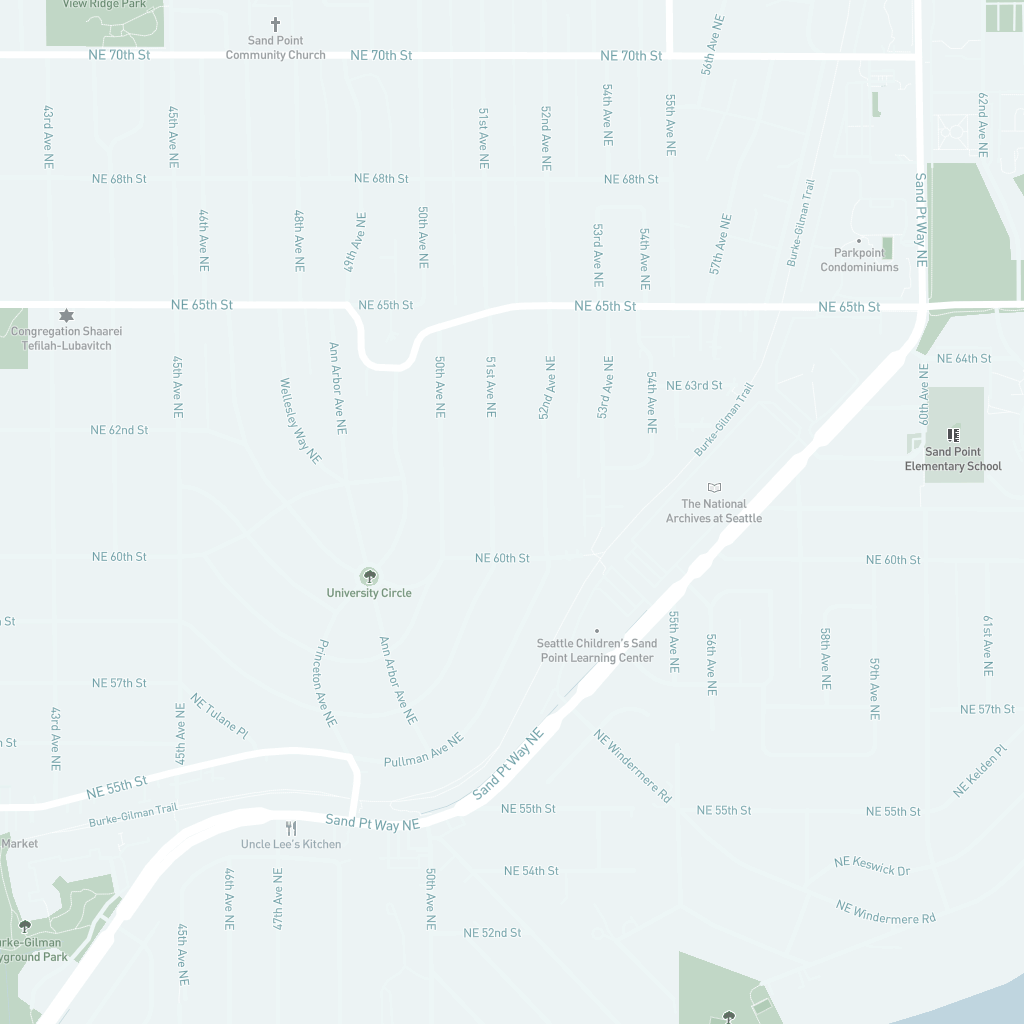 View Ridge Park
Sand Point
Community Church
NE 70th St
NE 70th St
NE 70th St
56th Ave NE
43rd Ave NE
45th Ave NE
51st Ave NE
52nd Ave NE
54th Ave NE
55th Ave NE
62nd Ave NE
NE 68th St
NE 68th St
NE 68th St
Sand Pt Way NE
Burke-Gilman Trail
46th Ave NE
48th Ave NE
49th Ave NE
50th Ave NE
53rd Ave NE
54th Ave NE
57th Ave NE
Parkpoint
Condominiums
NE 65th St
NE 65th St
NE 65th St
NE 65th St
Congregation Shaarei
Tefilah-Lubavitch
45th Ave NE
Ann Arbor Ave NE
50th Ave NE
51st Ave NE
52nd Ave NE
53rd Ave NE
54th Ave NE
NE 63rd St
NE 64th St
60th Ave NE
Wellesley Way NE
Burke-Gilman Trail
NE 62nd St
Sand Point
Elementary School
The National
Archives at Seattle
NE 60th St
NE 60th St
NE 60th St
University Circle
St
Seattle Children's Sand
Point Learning Center
55th Ave NE
56th Ave NE
58th Ave NE
59th Ave NE
61st Ave NE
Princeton Ave NE
Ann Arbor Ave NE
NE 57th St
NE 57th St
NE Tulane Pl
43rd Ave NE
45th Ave NE
St
Pullman Ave NE
Sand Pt Way NE
NE Windermere Rd
NE Kelden Pl
NE 55th St
Burke-Gilman Trail
Sand Pt Way NE
NE 55th St
NE 55th St
NE 55th St
Market
Uncle Lee's Kitchen
46th Ave NE
47th Ave NE
50th Ave NE
NE 54th St
NE Keswick Dr
NE Windermere Rd
45th Ave NE
NE 52nd St
urke-Gilman
yground Park